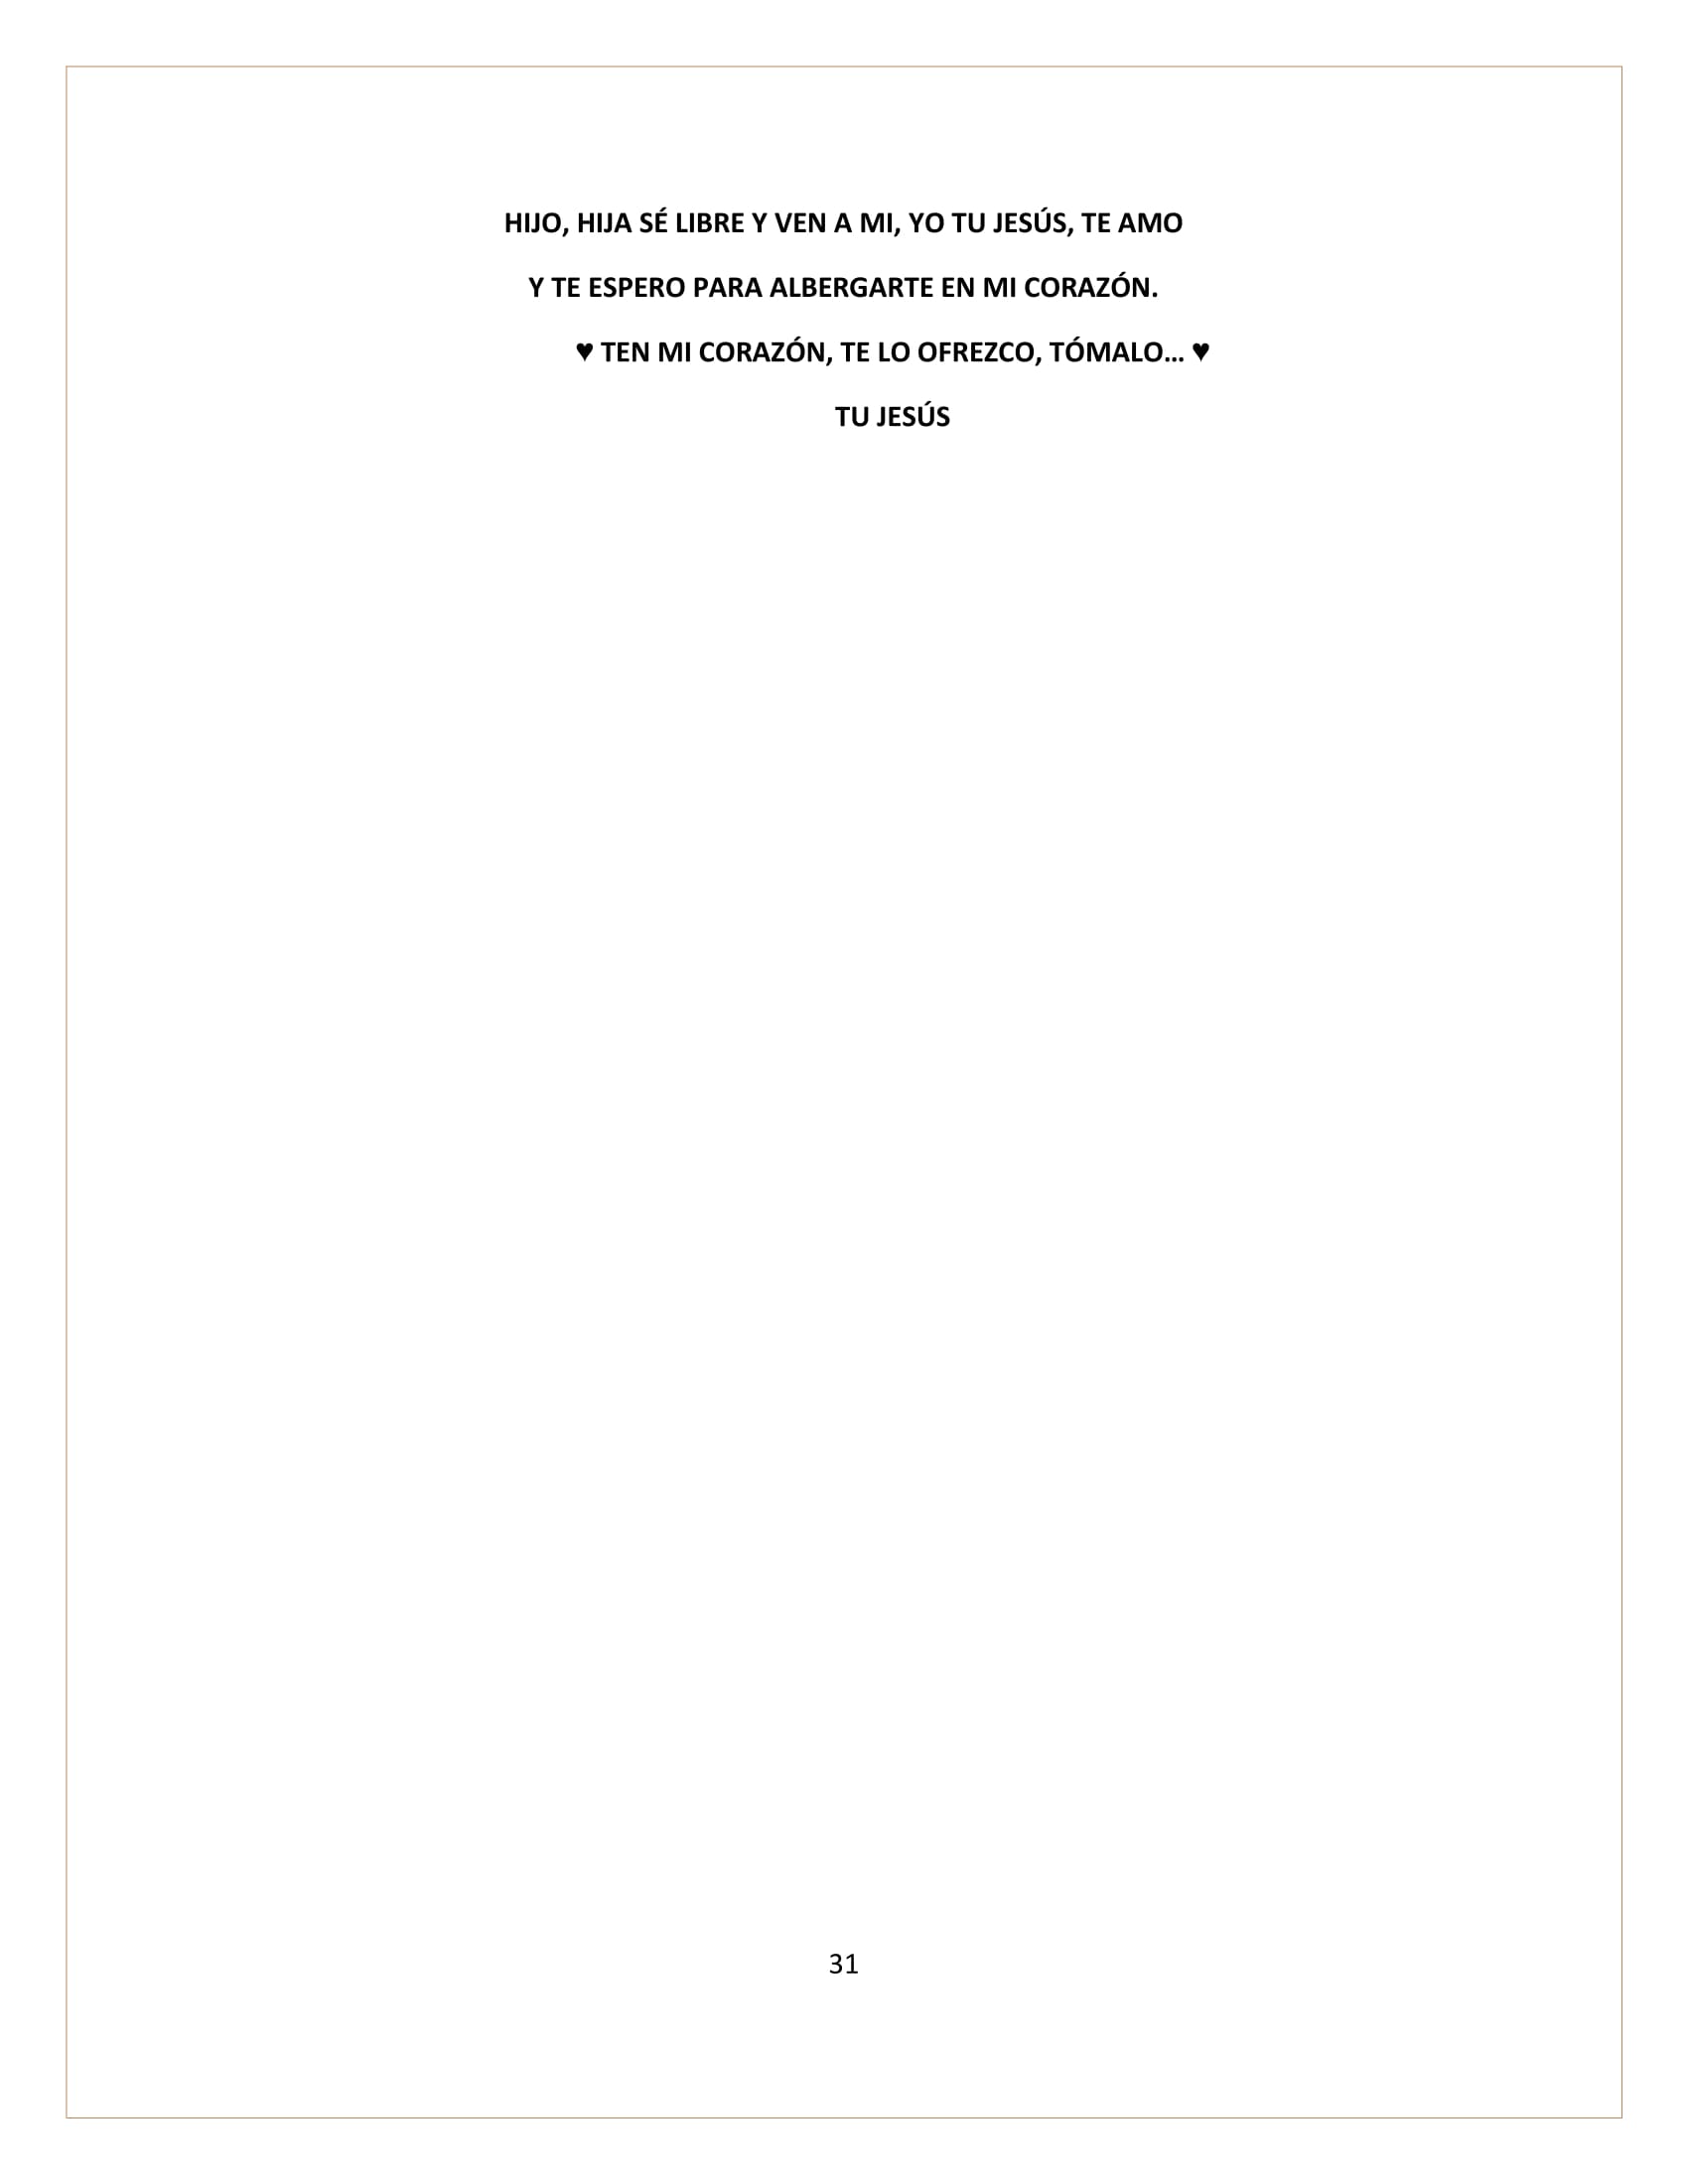 HIJO, HIJA SÉ LIBRE Y VEN A MI, YO TU JESÚS, TE AMO
Y TE ESPERO PARA ALBERGARTE EN MI CORAZÓN.
♥ TEN MI CORAZÓN, TE LO OFREZCO, TÓMALO... ♥
TU JESÚS
31